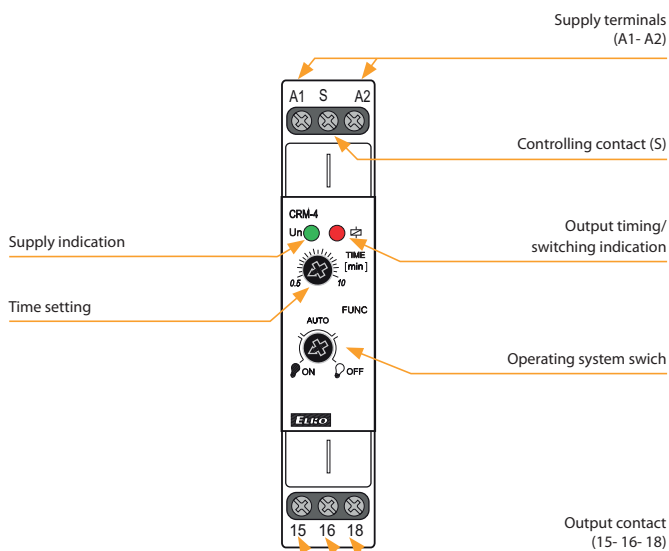 Supply terminals
(A1- A2)
A1 S A2
Controlling contact (S)
CRM-4
Un
Supply indication
Output timing/
switching indication
TIME
[min]
0.5 10
Time setting
FUNC
AUTO
Operating system swich
ON OFF
ELKO
15 16 18
Output contact
(15- 16- 18)